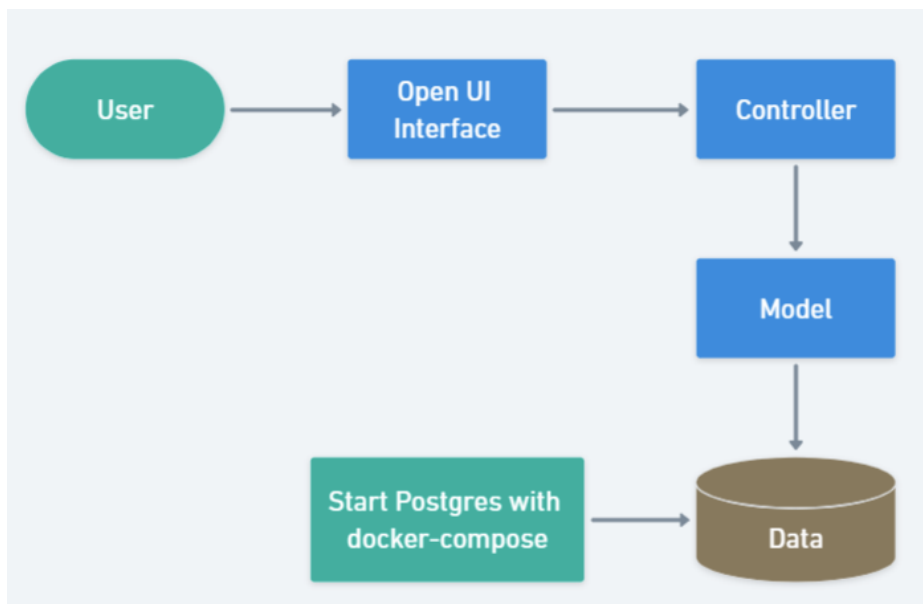 User
Open UI
Interface
Controller
Model
Start Postgres with
docker-compose
Data